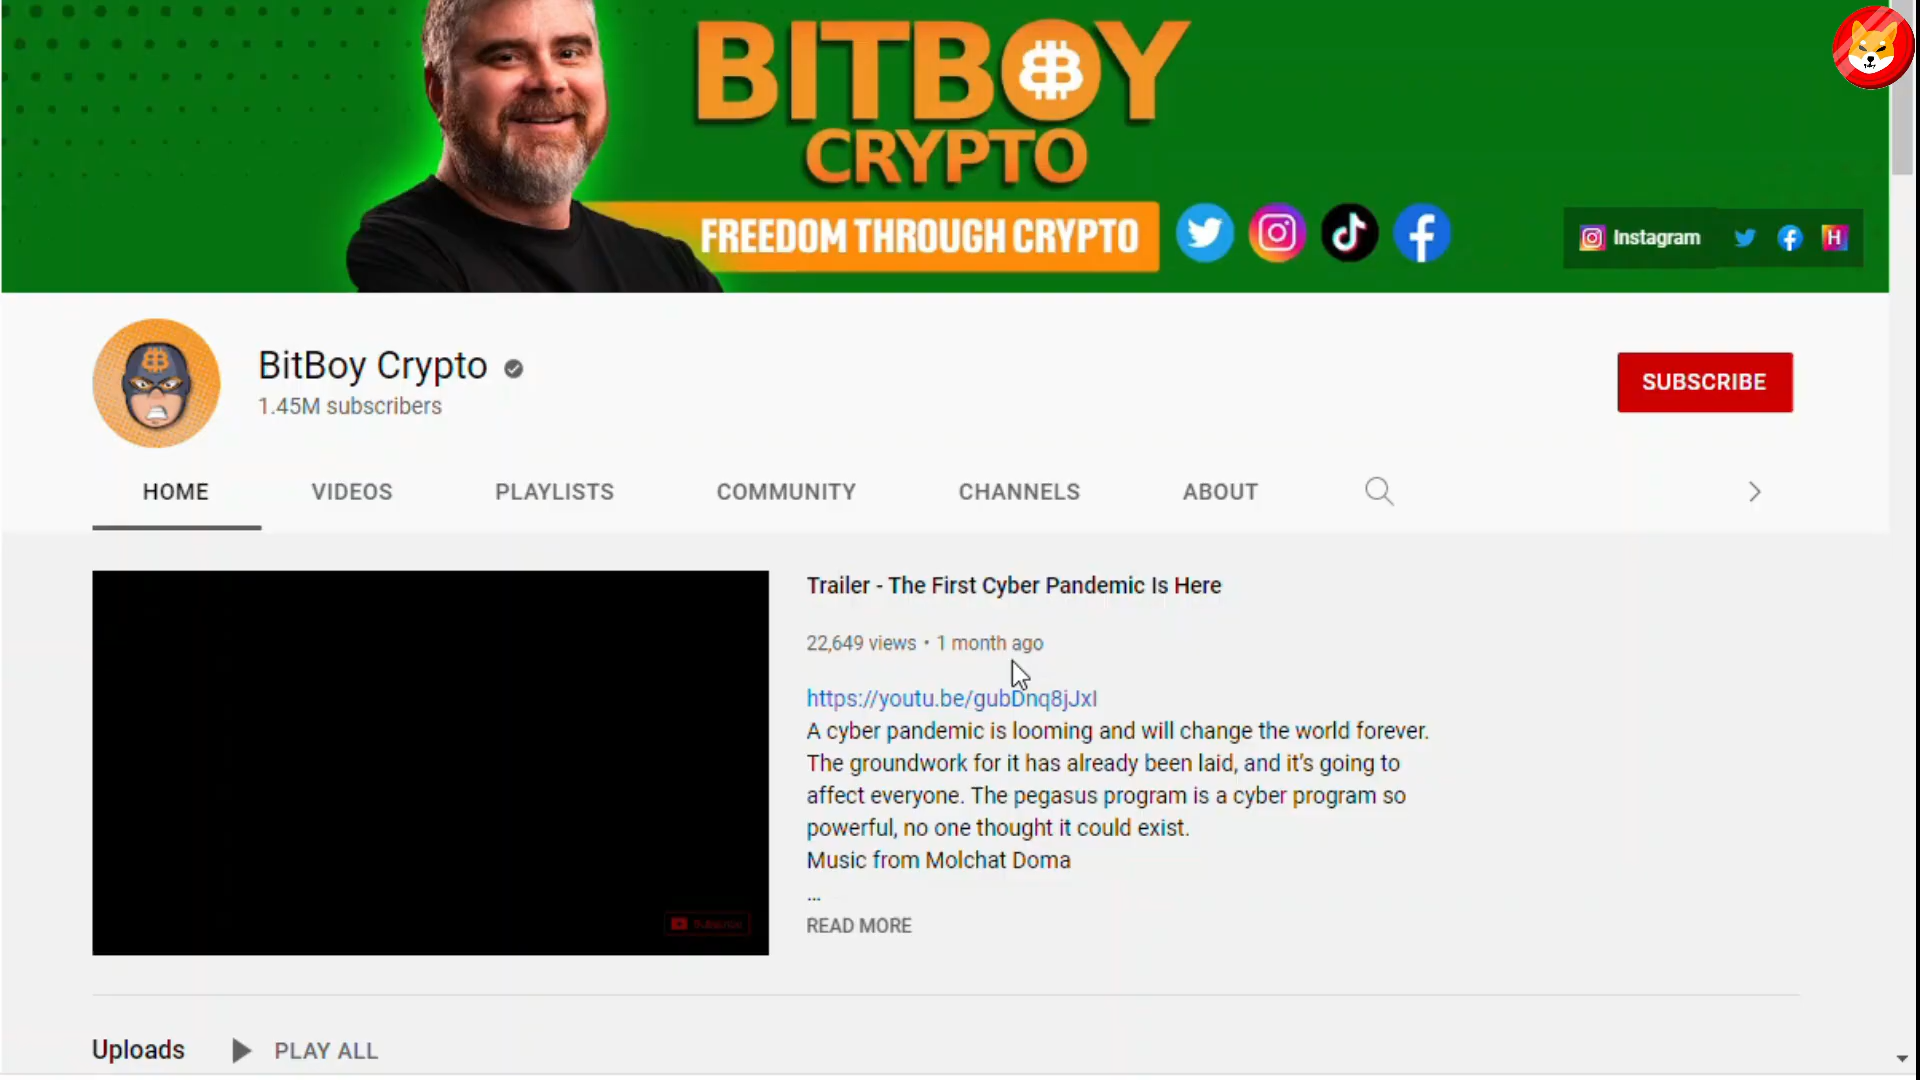 BITBOY
CRYPTO
FREEDOM THROUGH CRYPTO
Instagram
BitBoy Crypto
1.45M subscribers
SUBSCRIBE
HOME VIDEOS PLAYLISTS COMMUNITY CHANNELS ABOUT
Trailer - The First Cyber Pandemic Is Here
22,649 views • 1 month ago
https://youtu.be/gubDnq8jJxI
A cyber pandemic is looming and will change the world forever.
The groundwork for it has already been laid, and it’s going to
affect everyone. The pegasus program is a cyber program so
powerful, no one thought it could exist.
Music from Molchat Doma
...
READ MORE
Subscribe
Uploads PLAY ALL